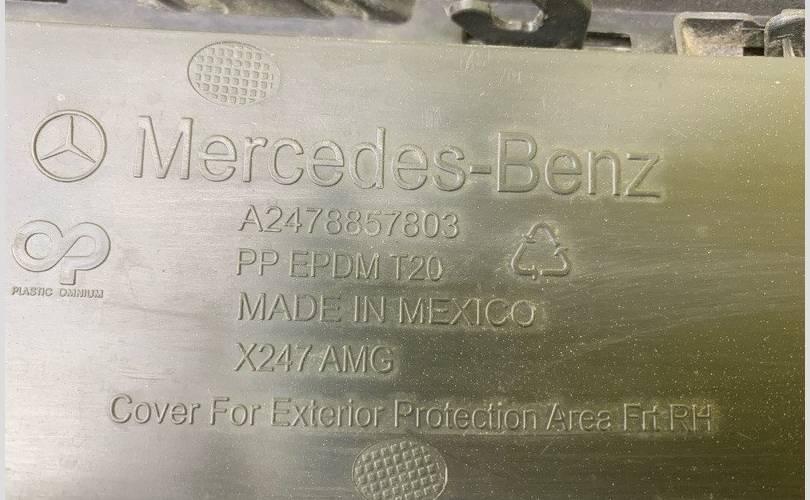 Mercedes-Benz
A2478857803
PP EPDM T20
PLASTIC OMNIUM
MADE IN MEXICO
X247 AMG
Cover For Exterior Protection Area Frt RH